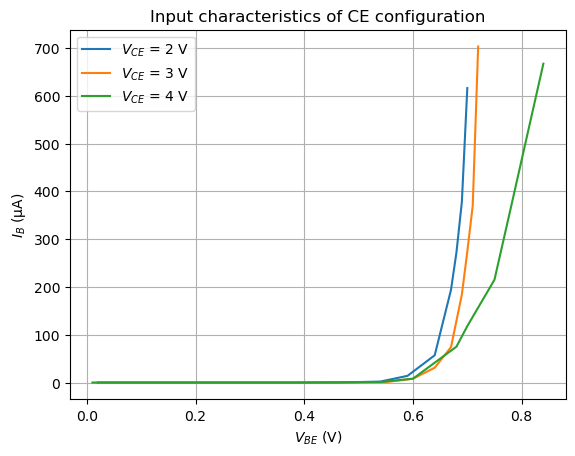 Input characteristics of CE configuration
V_CE = 2 V
V_CE = 3 V
V_CE = 4 V
700
600
500
400
300
200
100
0
I_B (μA)
0.0 0.2 0.4 0.6 0.8
V_BE (V)